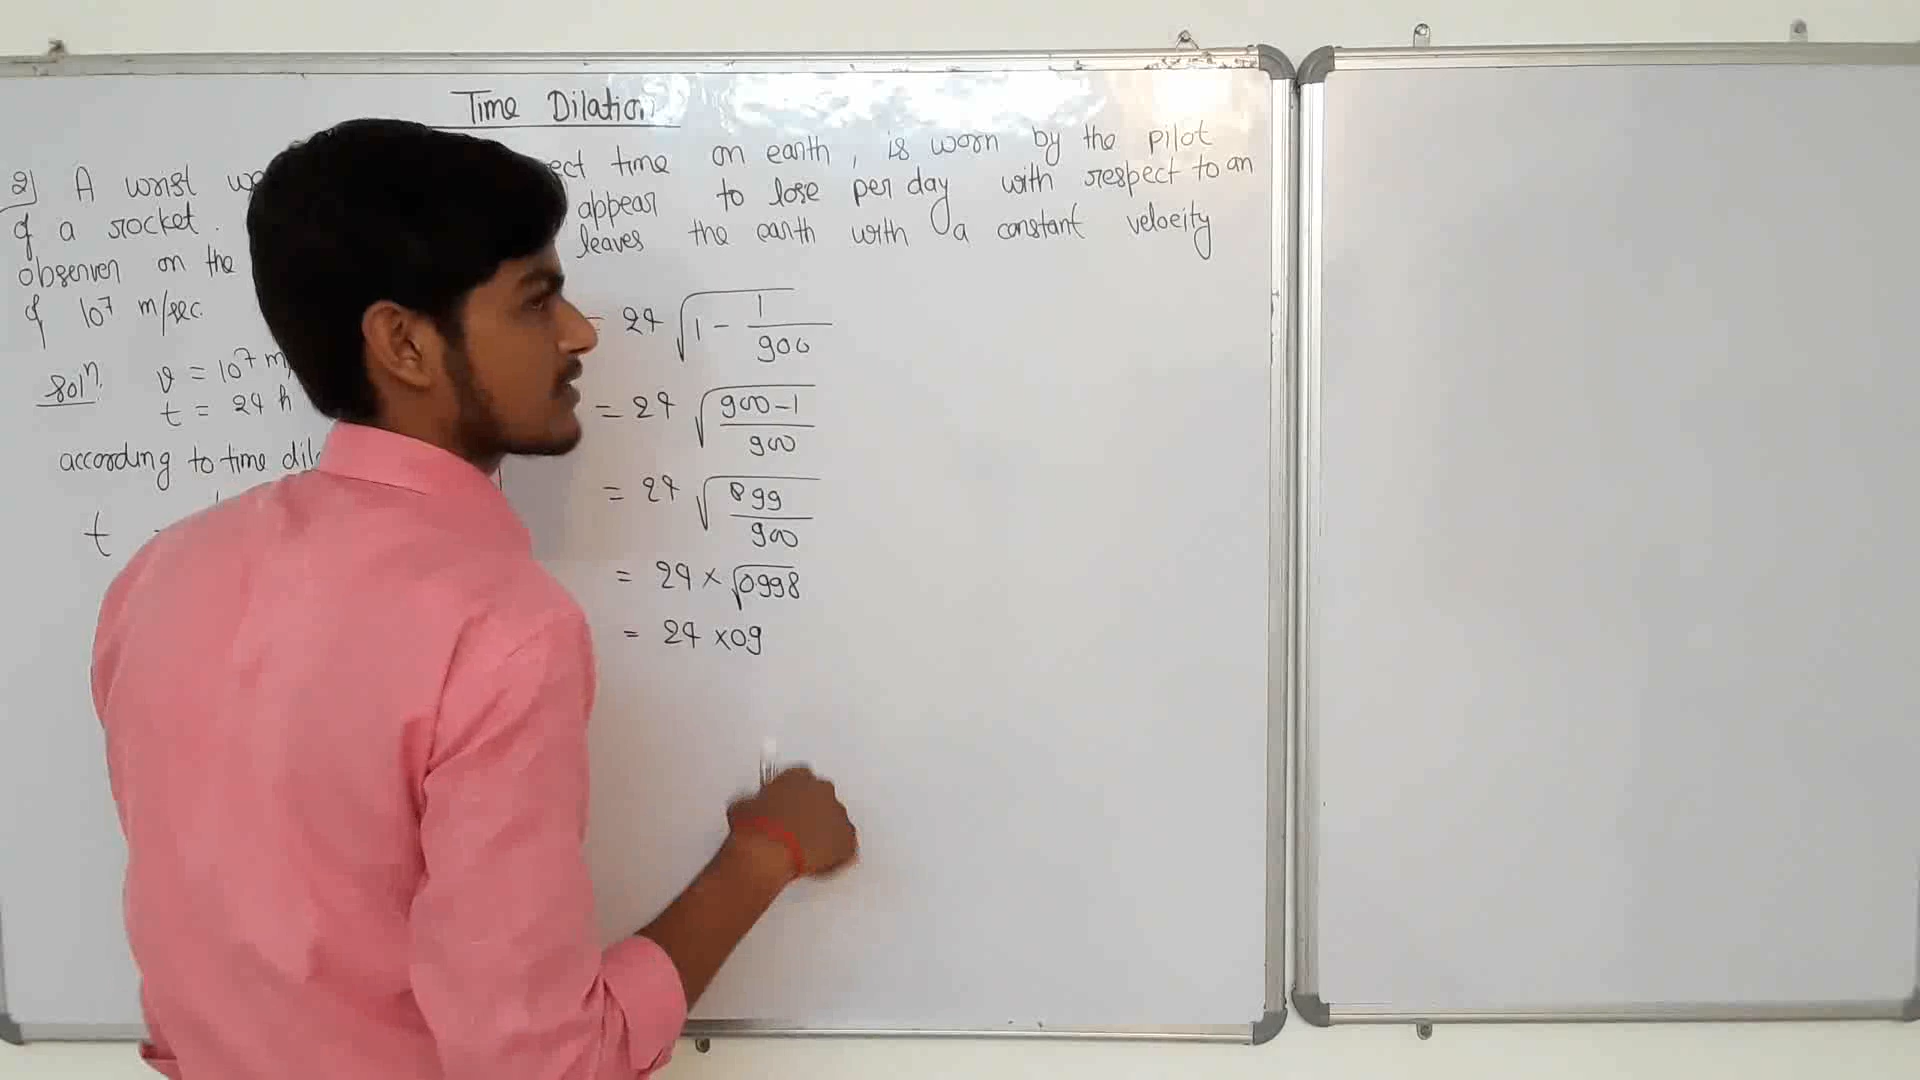 Time Dilation
2) A wrist ect time on earth, is worn by the pilot
of a rocket. appear to lose per day with respect to an
observer on the leaves the earth with a constant velocity
of 10⁷ m/sec.
Solⁿ. v = 10⁷ m
t = 24 h
according to time dil
t
= 24 √1 - 1/900
= 24 √900-1/900
= 24 √899/900
= 24 × √0.998
= 24 × 0.9